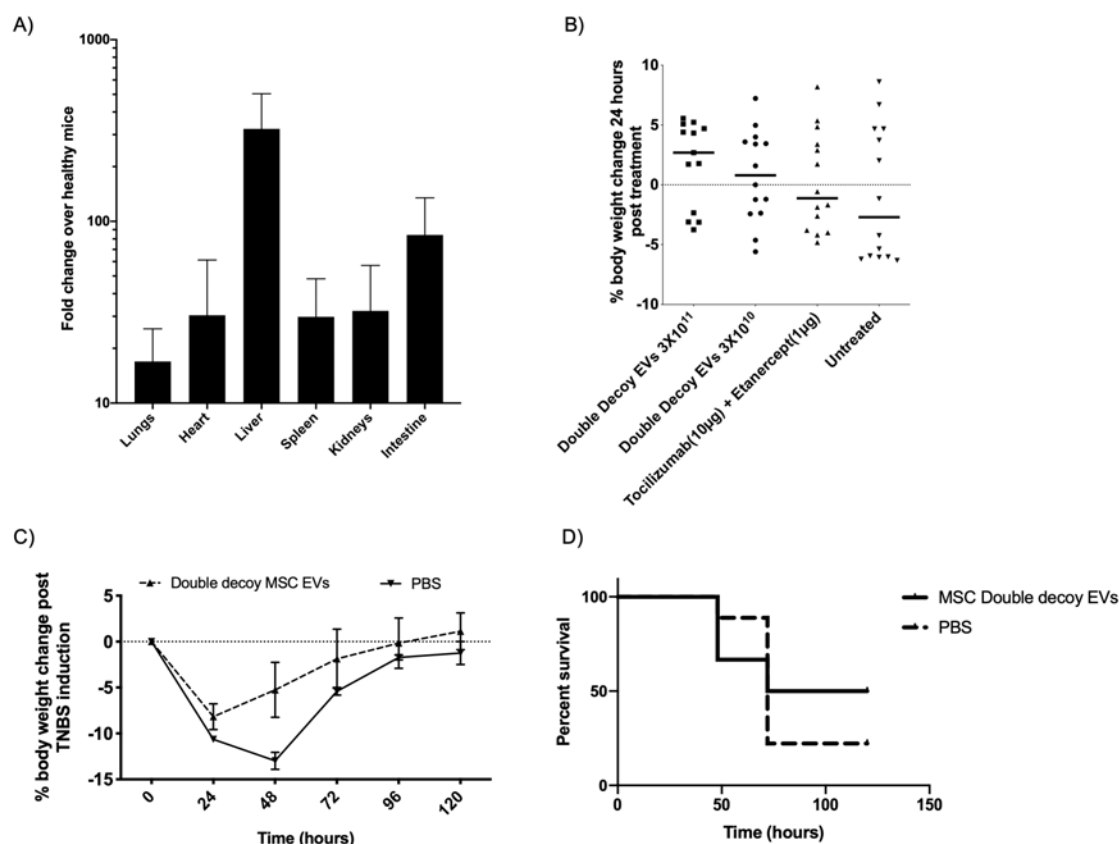 A)
1000
100
10
Fold change over healthy mice
Lungs
Heart
Liver
Spleen
Kidneys
Intestine
B)
10
5
0
-5
-10
% body weight change 24 hours
post treatment
Double Decoy EVs 3X10¹¹
Double Decoy EVs 3X10¹⁰
Tocilizumab(10µg) + Etanercept(1µg)
Untreated
C)
Double decoy MSC EVs
PBS
5
0
-5
-10
-15
% body weight change post
TNBS induction
0
24
48
72
96
120
Time (hours)
D)
MSC Double decoy EVs
PBS
100
50
0
Percent survival
0
50
100
150
Time (hours)